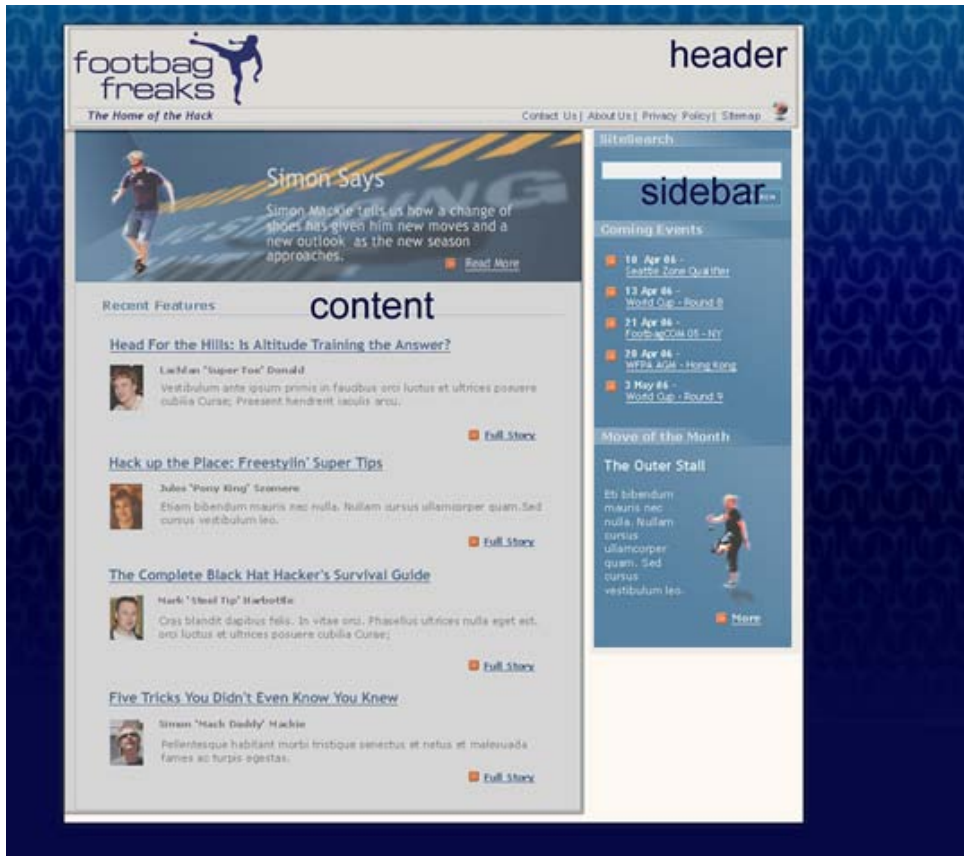 footbag
freaks
header
The Home of the Hack
Contact Us | About Us | Privacy Policy | Sitemap
Simon Says
Simon Mackie tells us how a change of
shoes has given him new moves and a
new outlook as the new season
approaches.
Read More
content
Recent Features
Head For the Hills: Is Altitude Training the Answer?
Lachlan 'Super Toe' Donald
Vestibulum ante ipsum primis in faucibus orci luctus et ultrices posuere
cubilia Curae; Praesent hendrerit iaculis arcu.
Full Story
Hack up the Place: Freestylin' Super Tips
Jules 'Pony King' Szemere
Etiam bibendum mauris nec nulla. Nullam cursus ullamcorper quam. Sed
cursus vestibulum leo.
Full Story
The Complete Black Hat Hacker's Survival Guide
Mark 'Steel Tip' Harbottle
Cras blandit dapibus felis. In vitae orci. Phasellus ultrices nulla eget est.
orci luctus et ultrices posuere cubilia Curae;
Full Story
Five Tricks You Didn't Even Know You Knew
Simon 'Mack Daddy' Mackie
Pellentesque habitant morbi tristique senectus et netus et malesuada
fames ac turpis egestas.
Full Story
SiteSearch
sidebar
Coming Events
10 Apr 06 -
Seattle Zone Qualifier
13 Apr 06 -
World Cup - Round 8
21 Apr 06 -
FootbagCOM 05 - NY
20 Apr 06 -
WFPA AGM - Hong Kong
3 May 06 -
World Cup - Round 9
Move of the Month
The Outer Stall
Eti bibendum
mauris nec
nulla. Nullam
cursus
ullamcorper
quam. Sed
cursus
vestibulum leo.
More